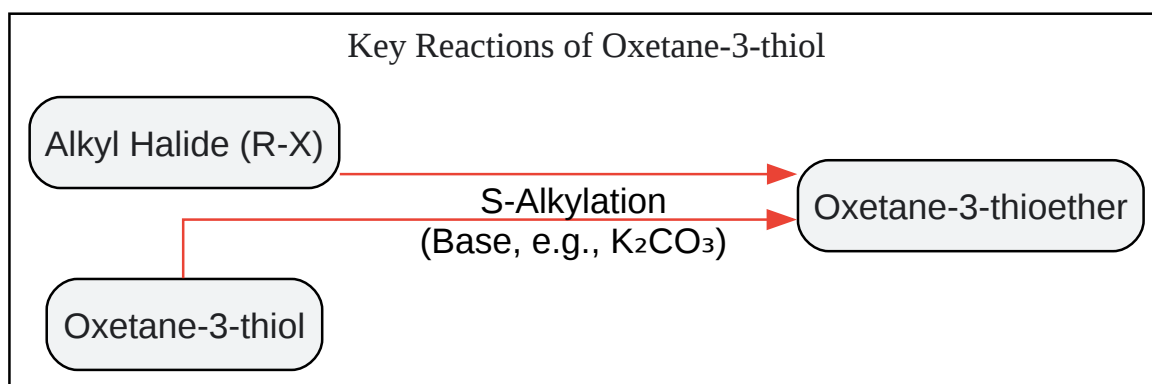 Key Reactions of Oxetane-3-thiol
Alkyl Halide (R-X)
S-Alkylation
(Base, e.g., K₂CO₃)
Oxetane-3-thioether
Oxetane-3-thiol